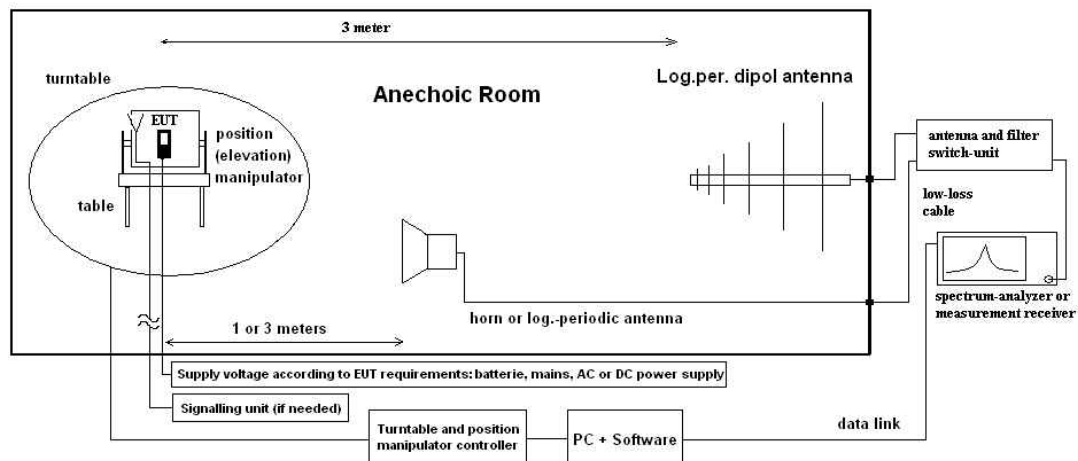 3 meter
turntable
Log.per. dipol antenna
Anechoic Room
EUT
position
(elevation)
manipulator
antenna and filter
switch-unit
table
low-loss
cable
spectrum-analyzer or
measurement receiver
horn or log.-periodic antenna
1 or 3 meters
Supply voltage according to EUT requirements: batterie, mains, AC or DC power supply
Signalling unit (if needed)
Turntable and position
manipulator controller
PC + Software
data link